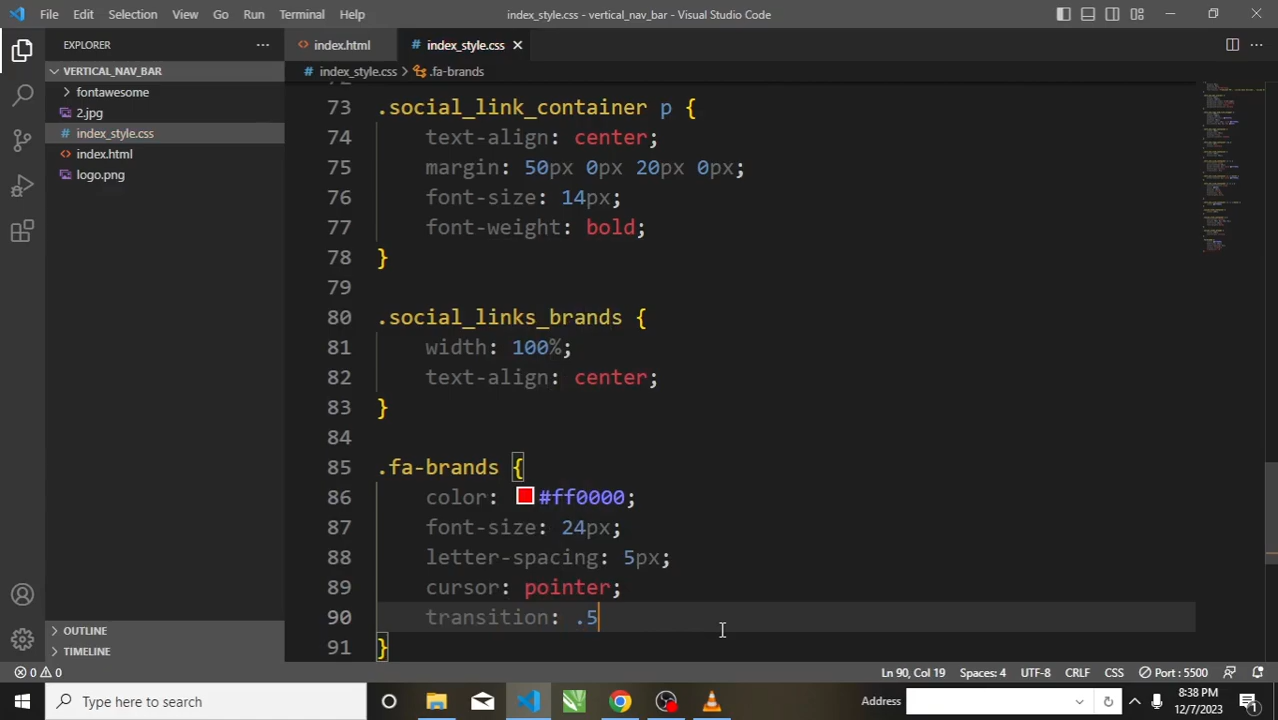 File Edit Selection View Go Run Terminal Help
index_style.css - vertical_nav_bar - Visual Studio Code
EXPLORER
index.html
index_style.css
VERTICAL_NAV_BAR
index_style.css > .fa-brands
fontawesome
2.jpg
index_style.css
index.html
logo.png
73 .social_link_container p {
74 text-align: center;
75 margin: 50px 0px 20px 0px;
76 font-size: 14px;
77 font-weight: bold;
78 }
79
80 .social_links_brands {
81 width: 100%;
82 text-align: center;
83 }
84
85 .fa-brands {
86 color: #ff0000;
87 font-size: 24px;
88 letter-spacing: 5px;
89 cursor: pointer;
90 transition: .5
91 }
OUTLINE
TIMELINE
0 0
Ln 90, Col 19 Spaces: 4 UTF-8 CRLF CSS Port : 5500
Type here to search
Address
8:38 PM
12/7/2023
1